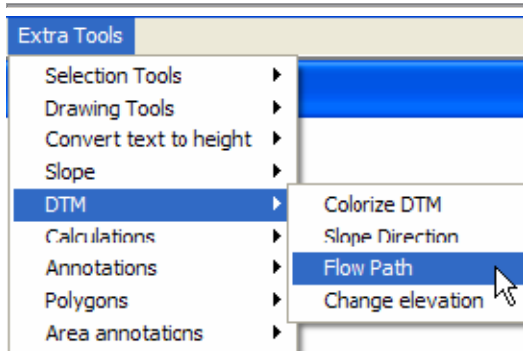 Extra Tools
Selection Tools
Drawing Tools
Convert text to height
Slope
DTM
Calculations
Annotations
Polygons
Area annotations
Colorize DTM
Slope Direction
Flow Path
Change elevation